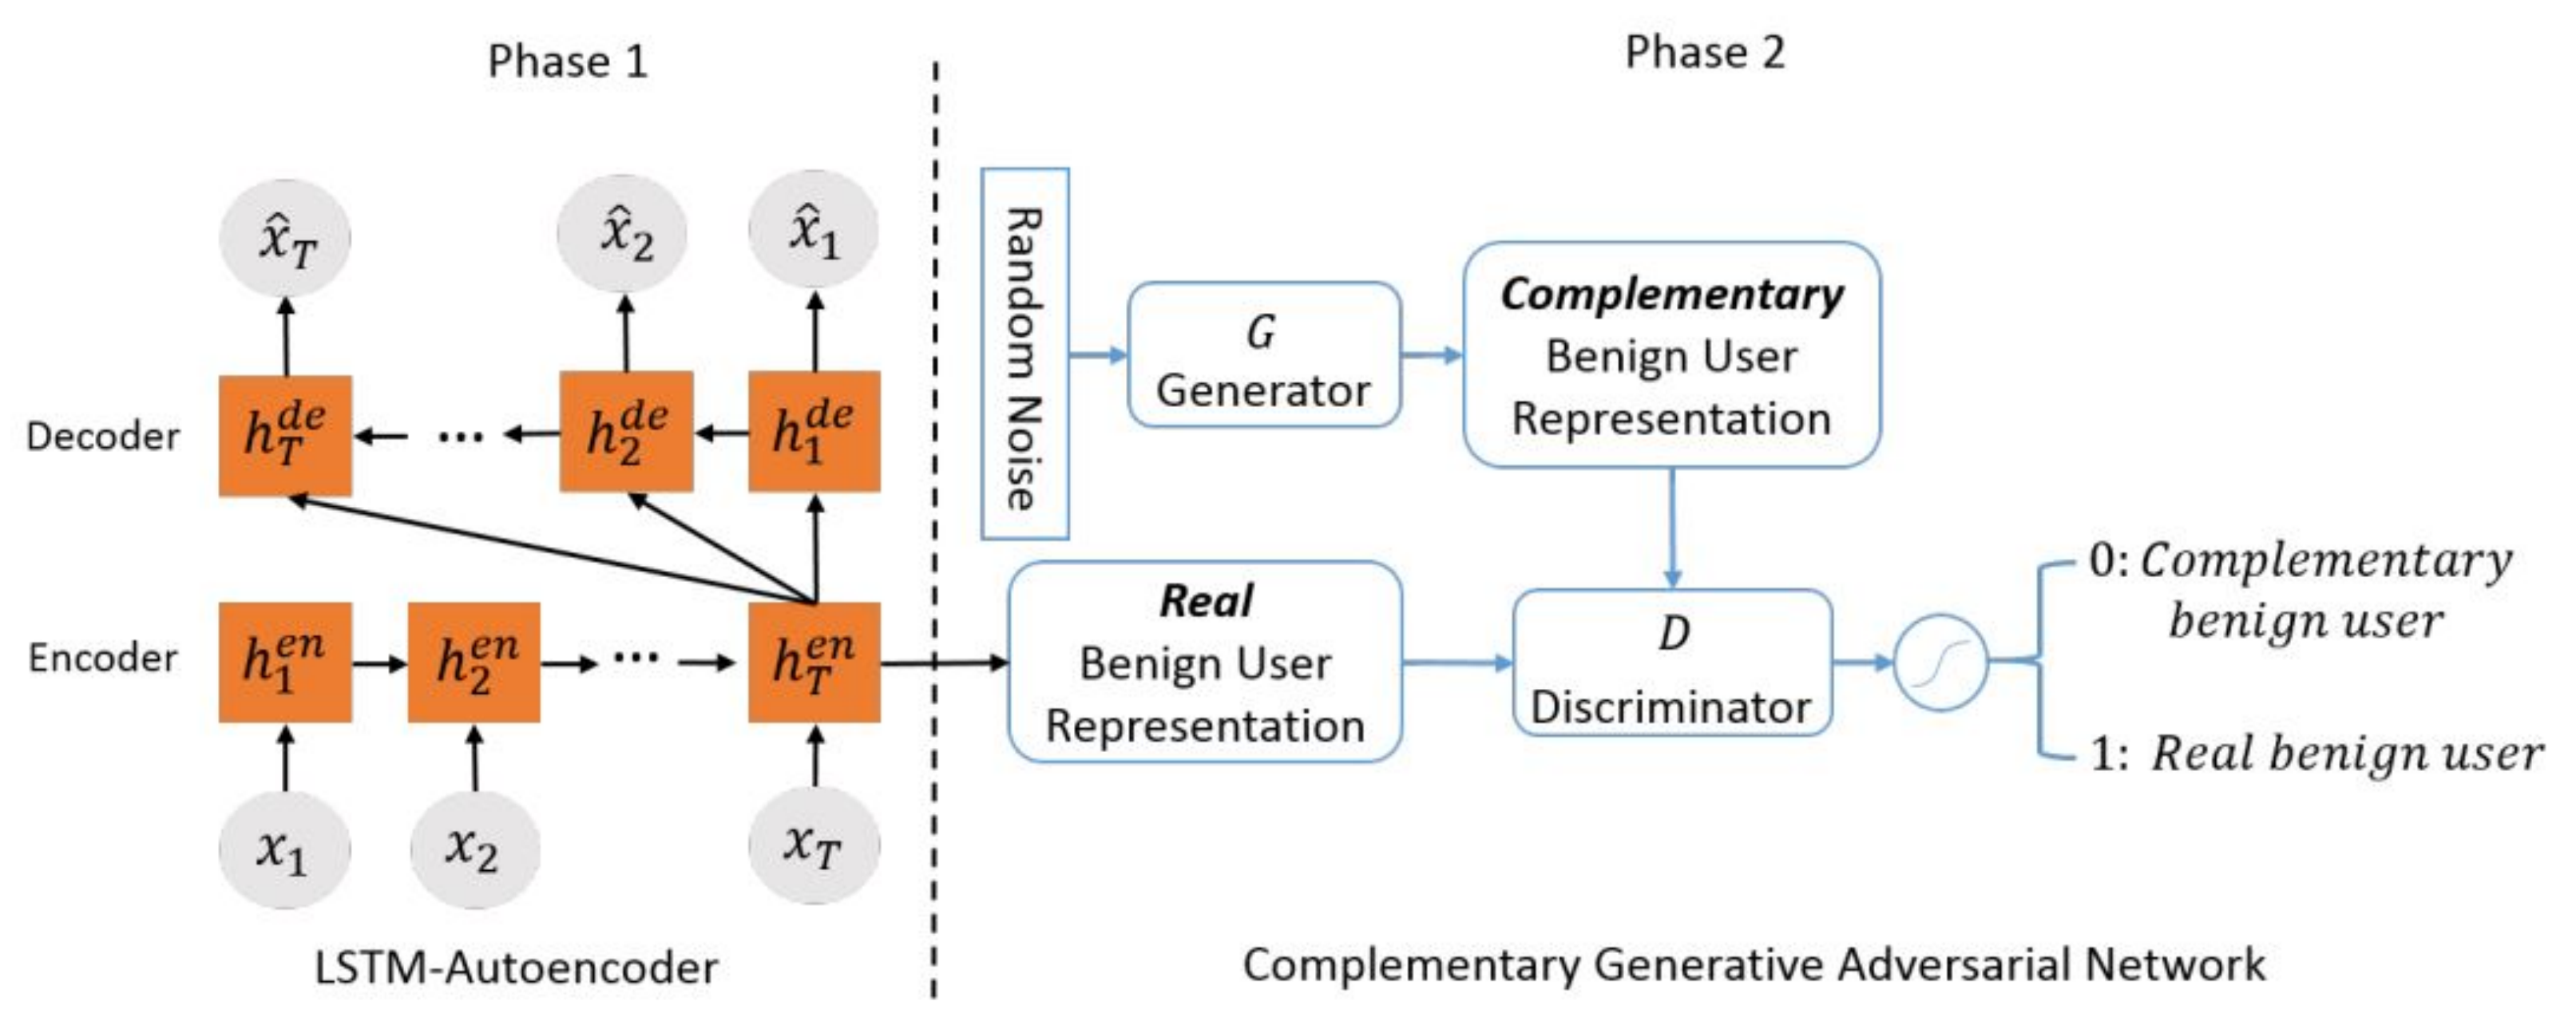 Phase 1
x̂_T
x̂_2
x̂_1
Decoder
h_T^{de}
...
h_2^{de}
h_1^{de}
Encoder
h_1^{en}
h_2^{en}
...
h_T^{en}
x_1
x_2
x_T
LSTM-Autoencoder
Phase 2
Random Noise
G
Generator
Complementary
Benign User
Representation
Real
Benign User
Representation
D
Discriminator
0: Complementary
benign user
1: Real benign user
Complementary Generative Adversarial Network